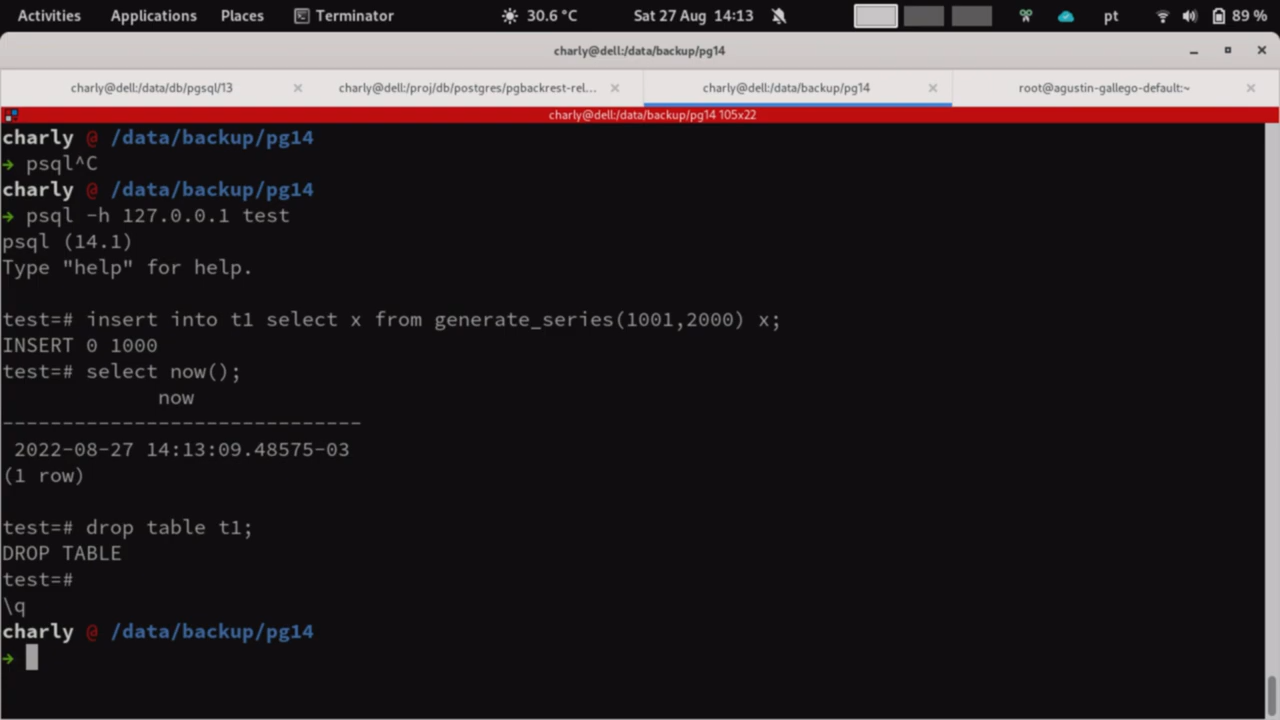 Activities Applications Places Terminator 30.6 °C Sat 27 Aug 14:13 pt 89 %
charly@dell:/data/backup/pg14
charly@dell:/data/db/pgsql/13 charly@dell:/proj/db/postgres/pgbackrest-rel... charly@dell:/data/backup/pg14 root@agustin-gallego-default:~
charly@dell:/data/backup/pg14 105x22
charly @ /data/backup/pg14
→ psql^C
charly @ /data/backup/pg14
→ psql -h 127.0.0.1 test
psql (14.1)
Type "help" for help.
test=# insert into t1 select x from generate_series(1001,2000) x;
INSERT 0 1000
test=# select now();
now
------------------------------
2022-08-27 14:13:09.48575-03
(1 row)
test=# drop table t1;
DROP TABLE
test=#
\q
charly @ /data/backup/pg14
→